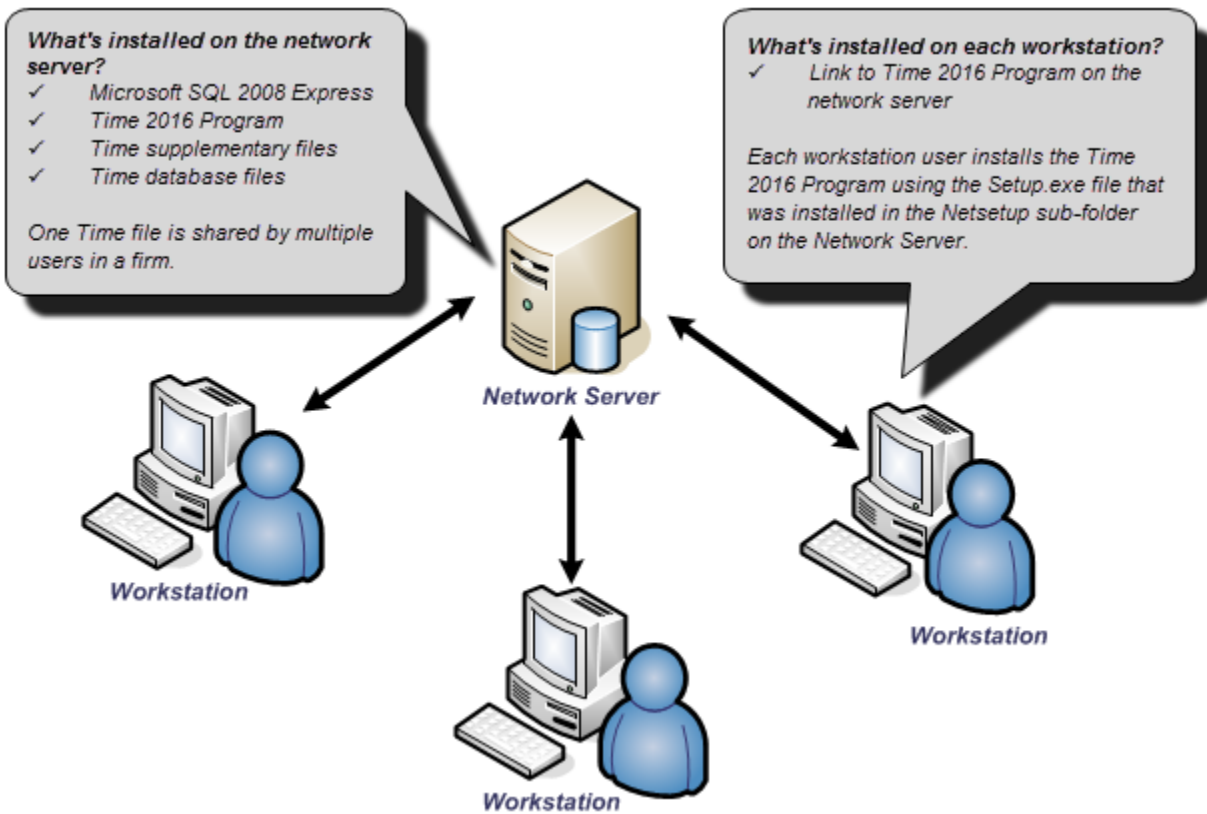 What's installed on the network
server?
✓ Microsoft SQL 2008 Express
✓ Time 2016 Program
✓ Time supplementary files
✓ Time database files
One Time file is shared by multiple
users in a firm.
What's installed on each workstation?
✓ Link to Time 2016 Program on the
network server
Each workstation user installs the Time
2016 Program using the Setup.exe file that
was installed in the Netsetup sub-folder
on the Network Server.
Network Server
Workstation
Workstation
Workstation